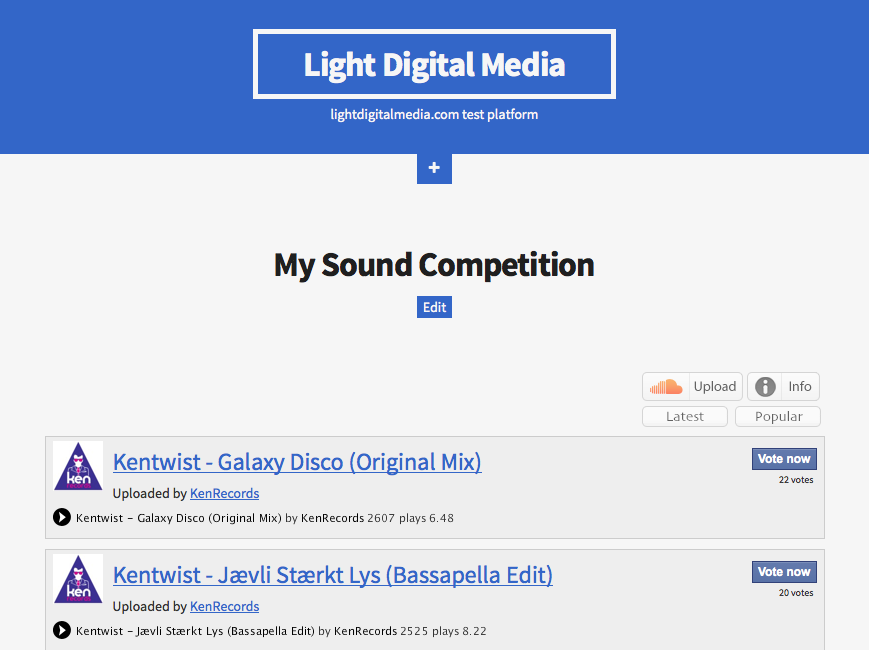 Light Digital Media
lightdigitalmedia.com test platform
+
My Sound Competition
Edit
Upload
Info
Latest
Popular
ken
Kentwist - Galaxy Disco (Original Mix)
Vote now
22 votes
Uploaded by KenRecords
Kentwist - Galaxy Disco (Original Mix) by KenRecords 2607 plays 6.48
ken
Kentwist - Jævli Stærkt Lys (Bassapella Edit)
Vote now
20 votes
Uploaded by KenRecords
Kentwist - Jævli Stærkt Lys (Bassapella Edit) by KenRecords 2525 plays 8.22